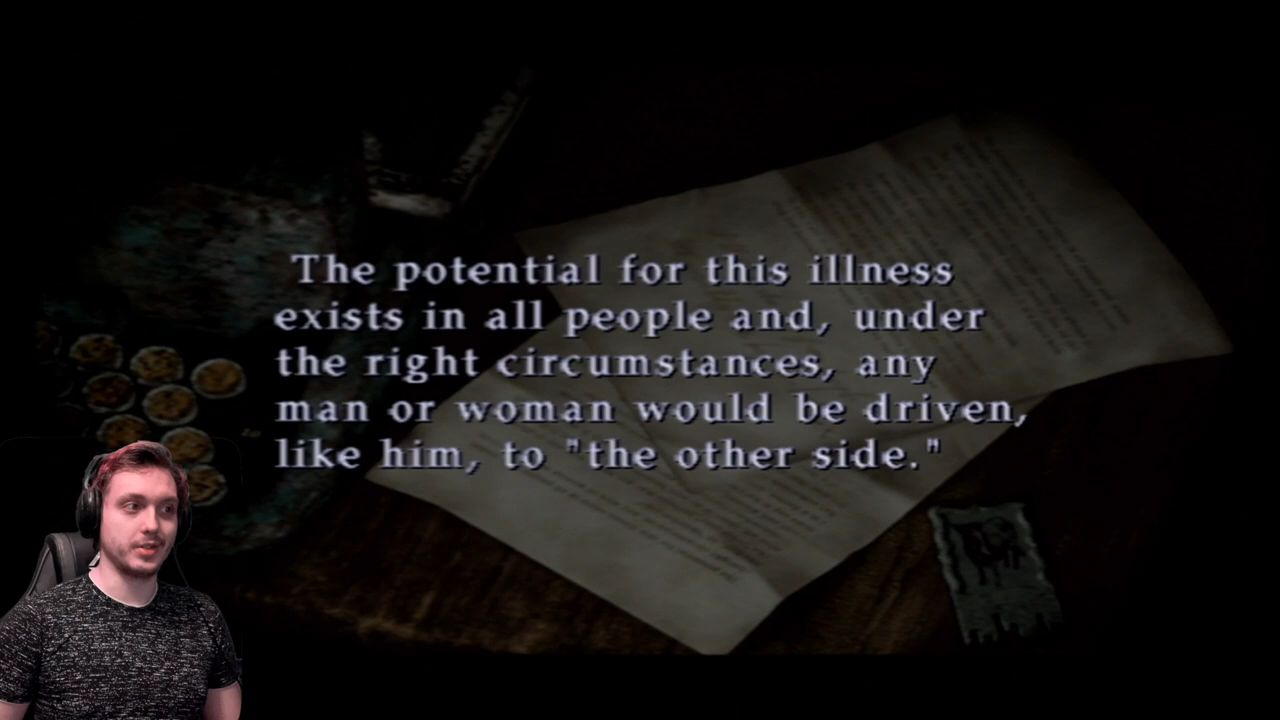 The potential for this illness
exists in all people and, under
the right circumstances, any
man or woman would be driven,
like him, to "the other side."